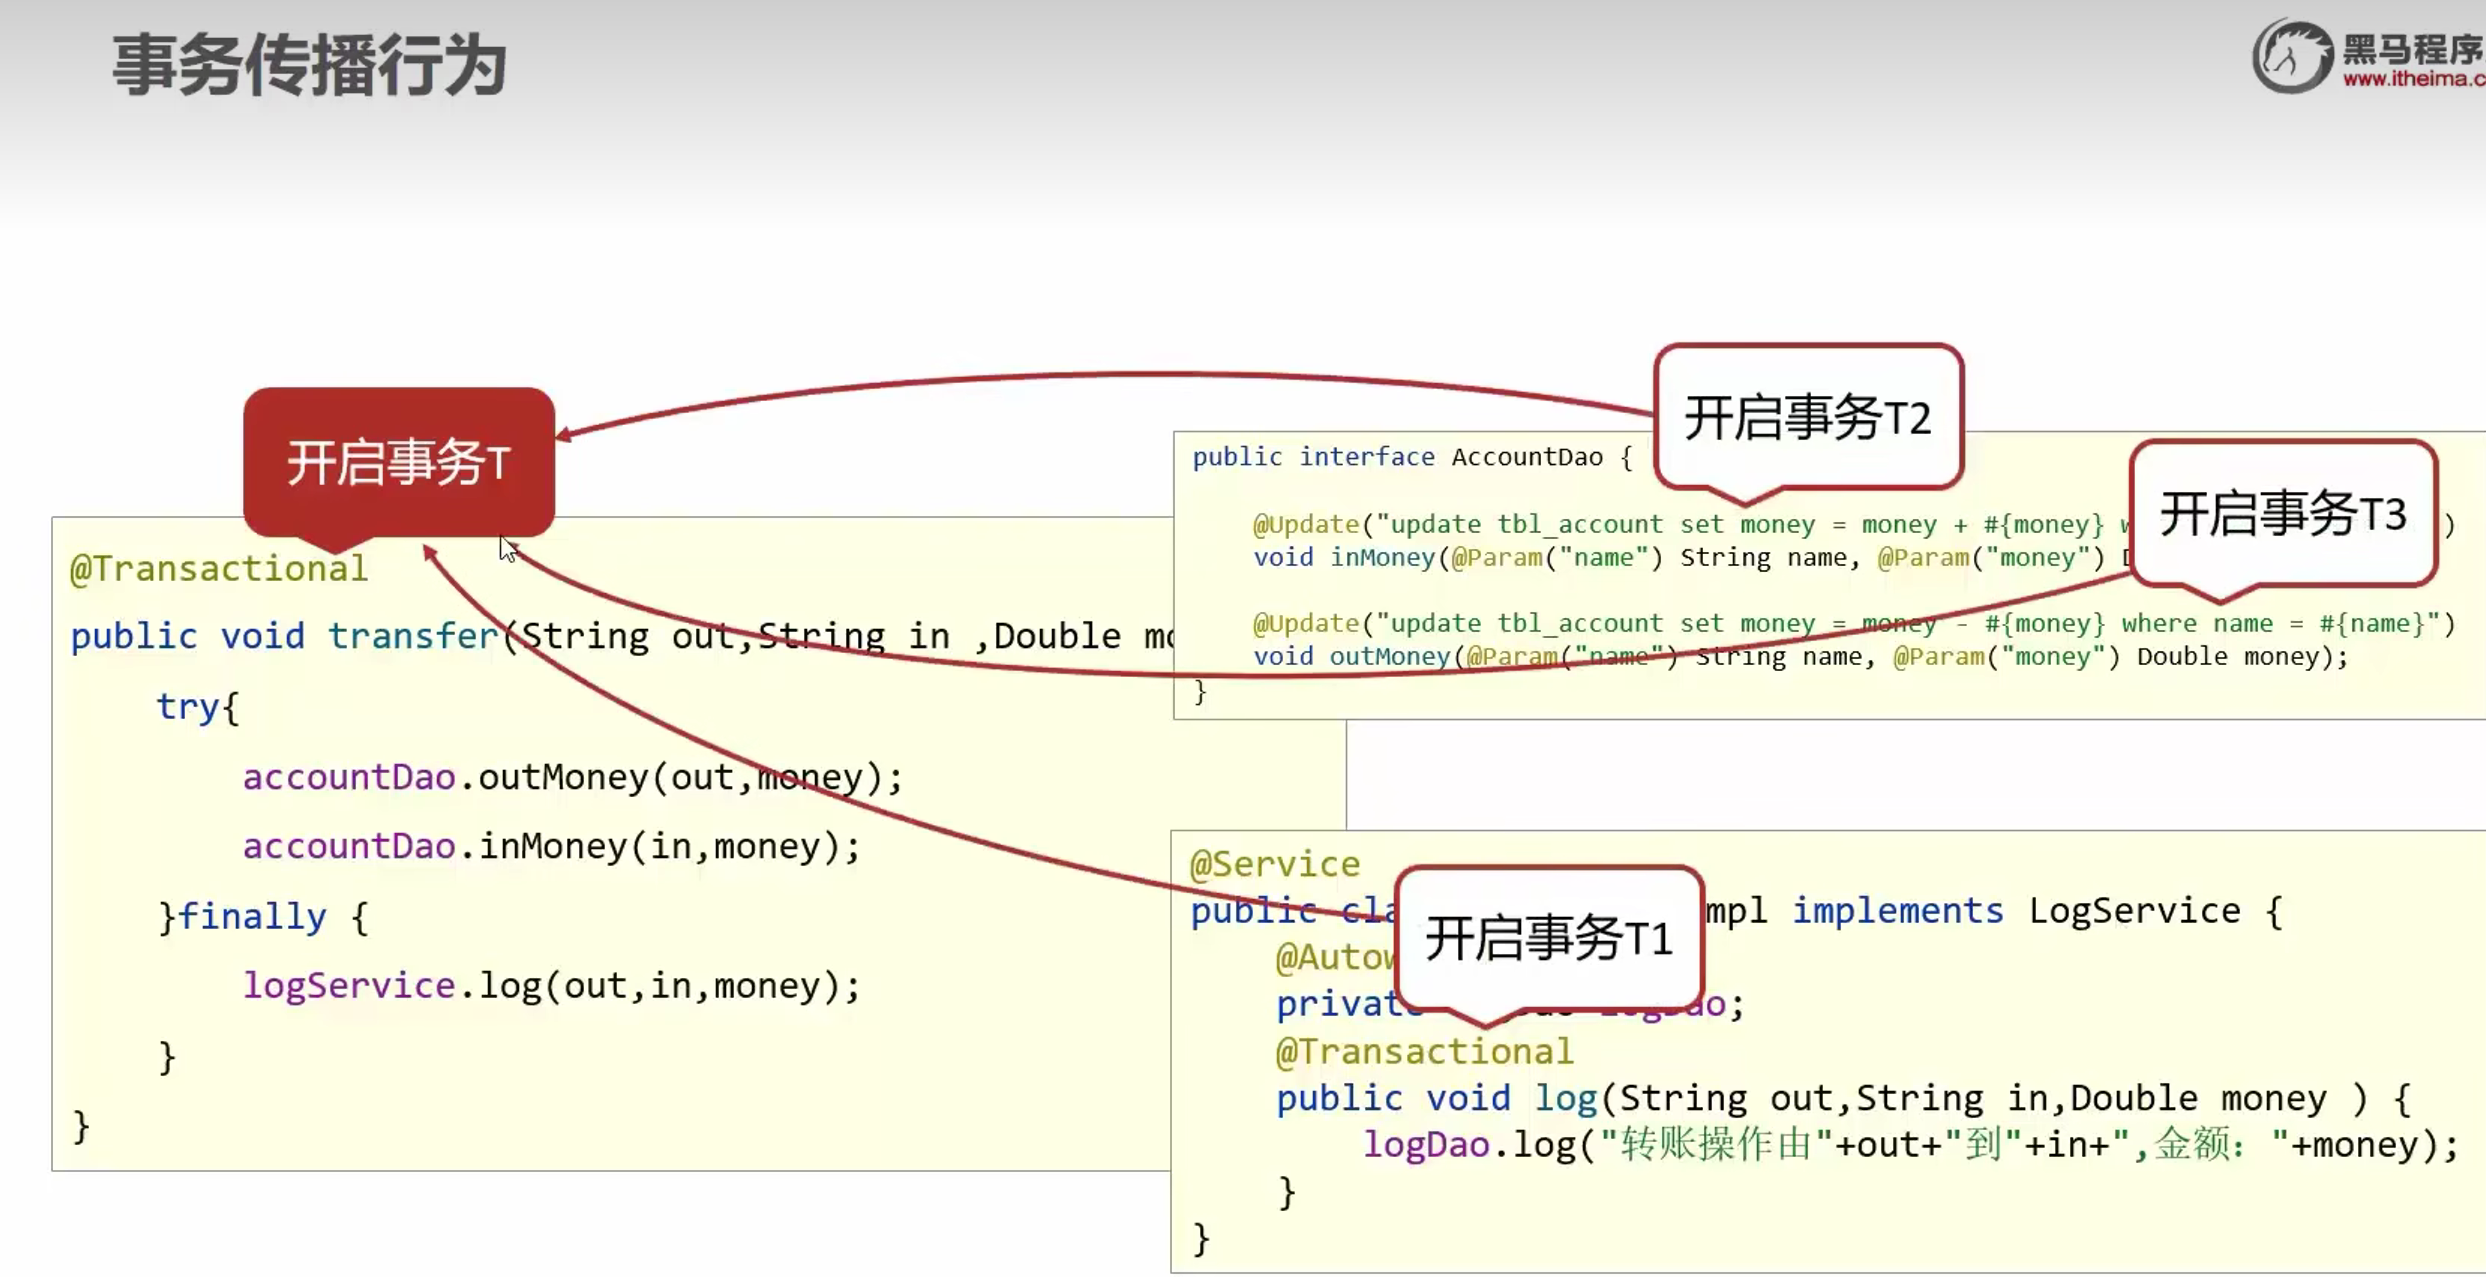 事务传播行为
黑马程序
www.itheima.c
开启事务T
@Transactional
public void transfer(String out,String in ,Double mo
try{
accountDao.outMoney(out,money);
accountDao.inMoney(in,money);
}finally {
logService.log(out,in,money);
}
}
开启事务T2
开启事务T3
public interface AccountDao {
@Update("update tbl_account set money = money + #{money} w )
void inMoney(@Param("name") String name, @Param("money") D
@Update("update tbl_account set money = money - #{money} where name = #{name}")
void outMoney(@Param("name") String name, @Param("money") Double money);
}
开启事务T1
@Service
public cla mpl implements LogService {
@Autow
private logDao;
@Transactional
public void log(String out,String in,Double money ) {
logDao.log("转账操作由"+out+"到"+in+",金额："+money);
}
}